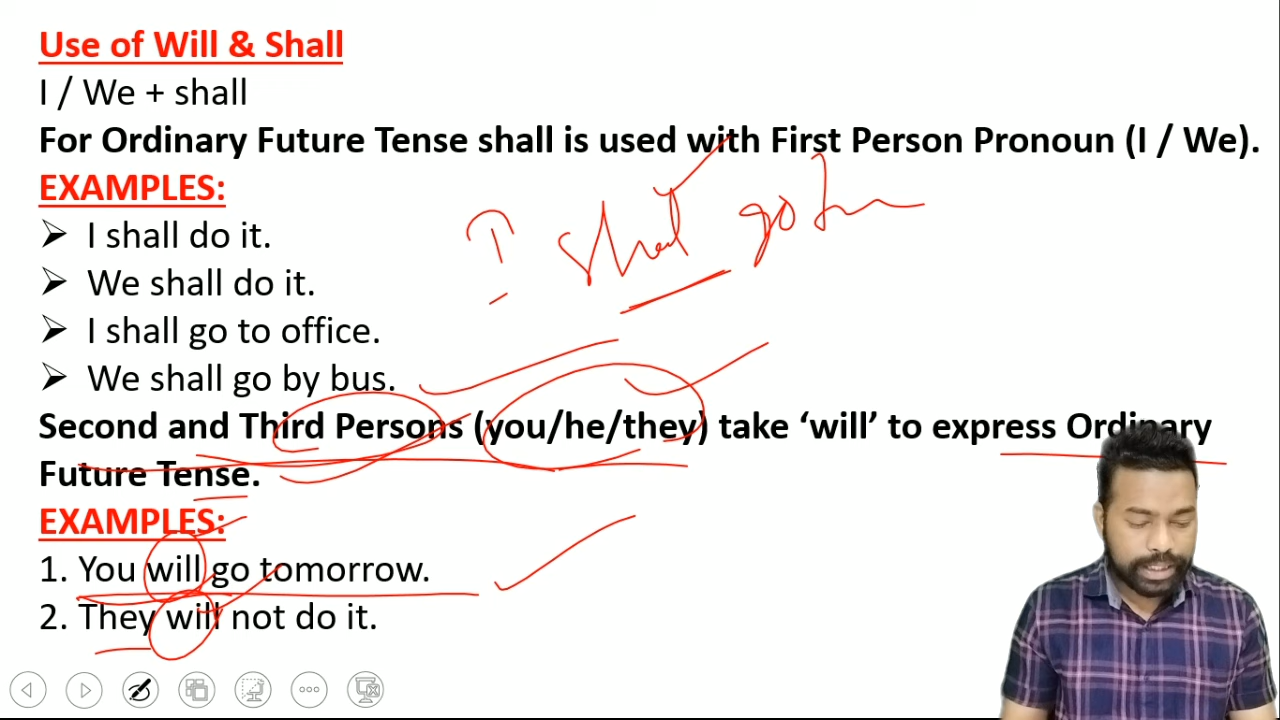 Use of Will & Shall
I / We + shall
For Ordinary Future Tense shall is used with First Person Pronoun (I / We).
EXAMPLES:
➢ I shall do it.
I shall go
➢ We shall do it.
➢ I shall go to office.
➢ We shall go by bus.
Second and Third Persons (you/he/they) take ‘will’ to express Ordinary
Future Tense.
EXAMPLES:
1. You will go tomorrow.
2. They will not do it.